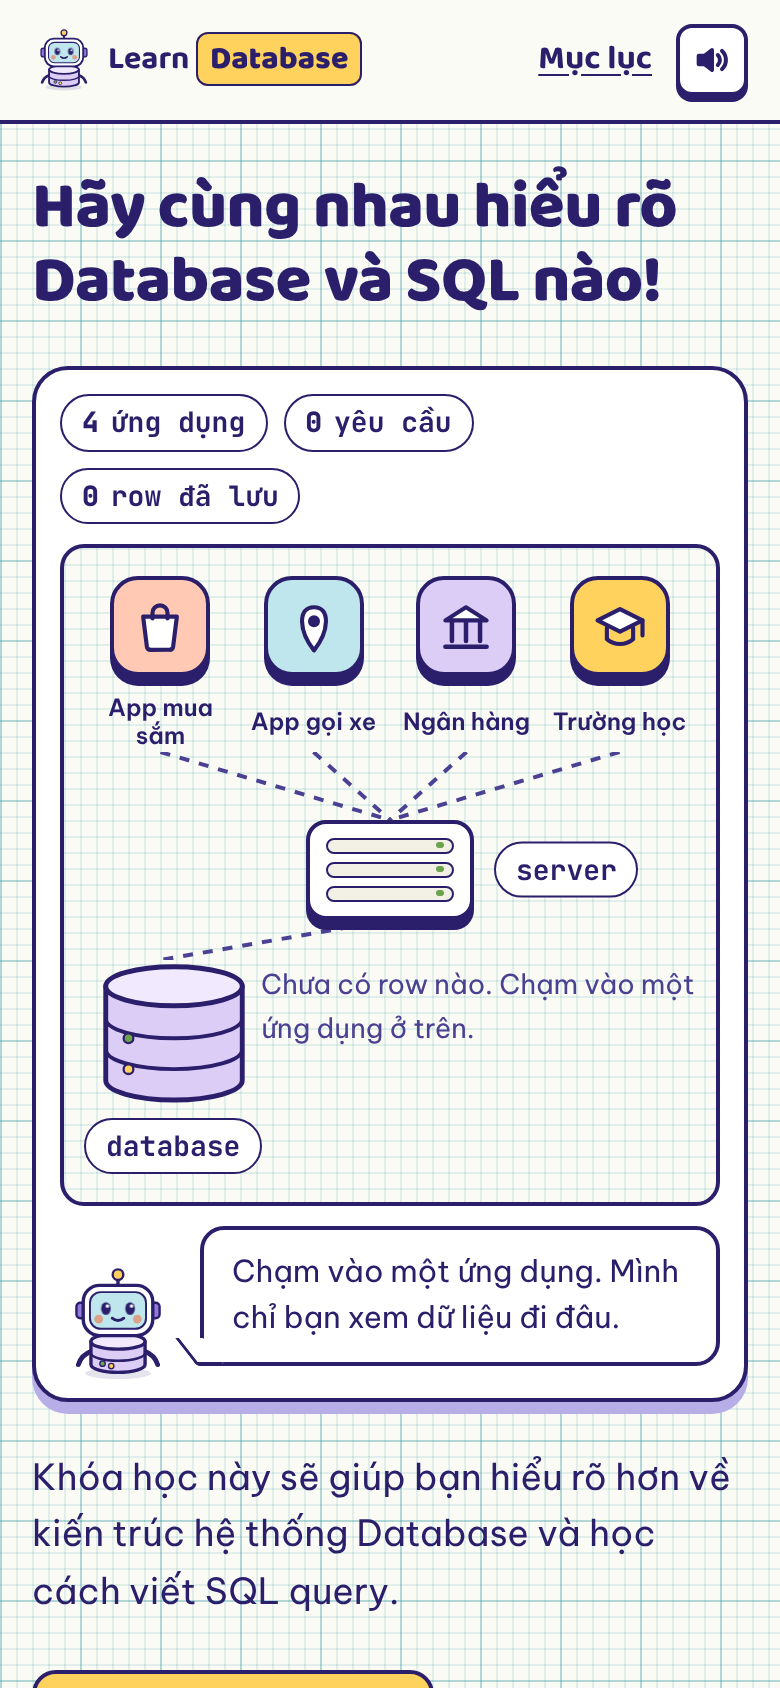 Learn Database
Mục lục
Hãy cùng nhau hiểu rõ
Database và SQL nào!
4 ứng dụng
0 yêu cầu
0 row đã lưu
App mua
sắm
App gọi xe
Ngân hàng
Trường học
server
Chưa có row nào. Chạm vào một
ứng dụng ở trên.
database
Chạm vào một ứng dụng. Mình
chỉ bạn xem dữ liệu đi đâu.
Khóa học này sẽ giúp bạn hiểu rõ hơn về
kiến trúc hệ thống Database và học
cách viết SQL query.